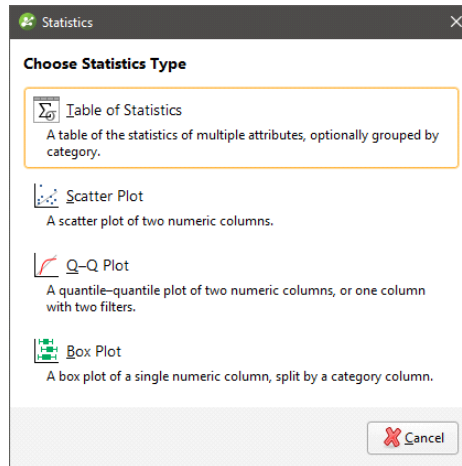 Statistics
Choose Statistics Type
Table of Statistics
A table of the statistics of multiple attributes, optionally grouped by
category.
Scatter Plot
A scatter plot of two numeric columns.
Q–Q Plot
A quantile–quantile plot of two numeric columns, or one column
with two filters.
Box Plot
A box plot of a single numeric column, split by a category column.
Cancel